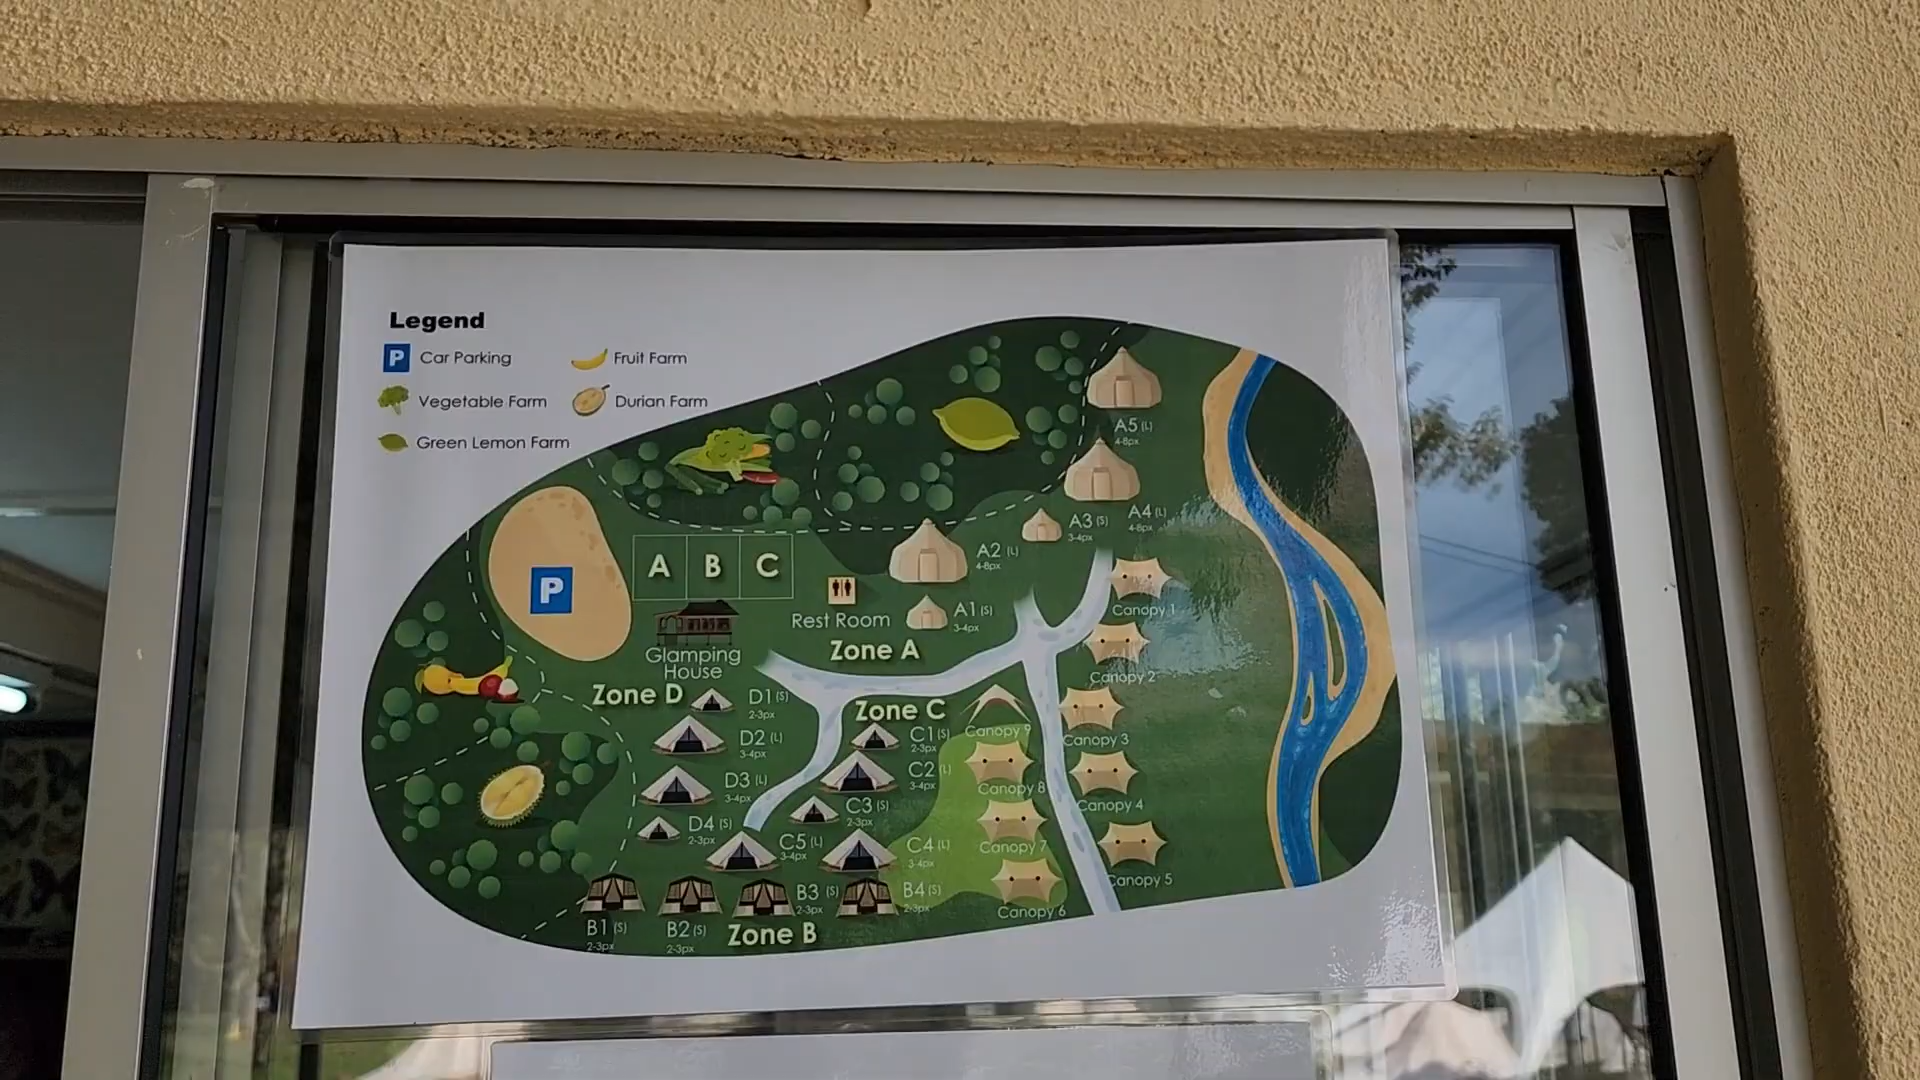 Legend
P Car Parking
Fruit Farm
Vegetable Farm
Durian Farm
Green Lemon Farm
A5 (L)
4-8px
A4 (L)
4-8px
A3 (S)
3-4px
A2 (L)
4-8px
A1 (S)
3-4px
P
A B C
Rest Room
Zone A
Glamping
House
Canopy 1
Canopy 2
Canopy 3
Canopy 4
Canopy 5
Zone D
D1 (S)
2-3px
D2 (L)
3-4px
D3 (L)
3-4px
D4 (S)
2-3px
Zone C
C1 (S)
2-3px
C2 (L)
3-4px
C3 (S)
2-3px
C5 (L)
3-4px
C4 (L)
3-4px
Canopy 9
Canopy 8
Canopy 7
Canopy 6
B1 (S)
2-3px
B2 (S)
2-3px
B3 (S)
2-3px
B4 (S)
2-3px
Zone B